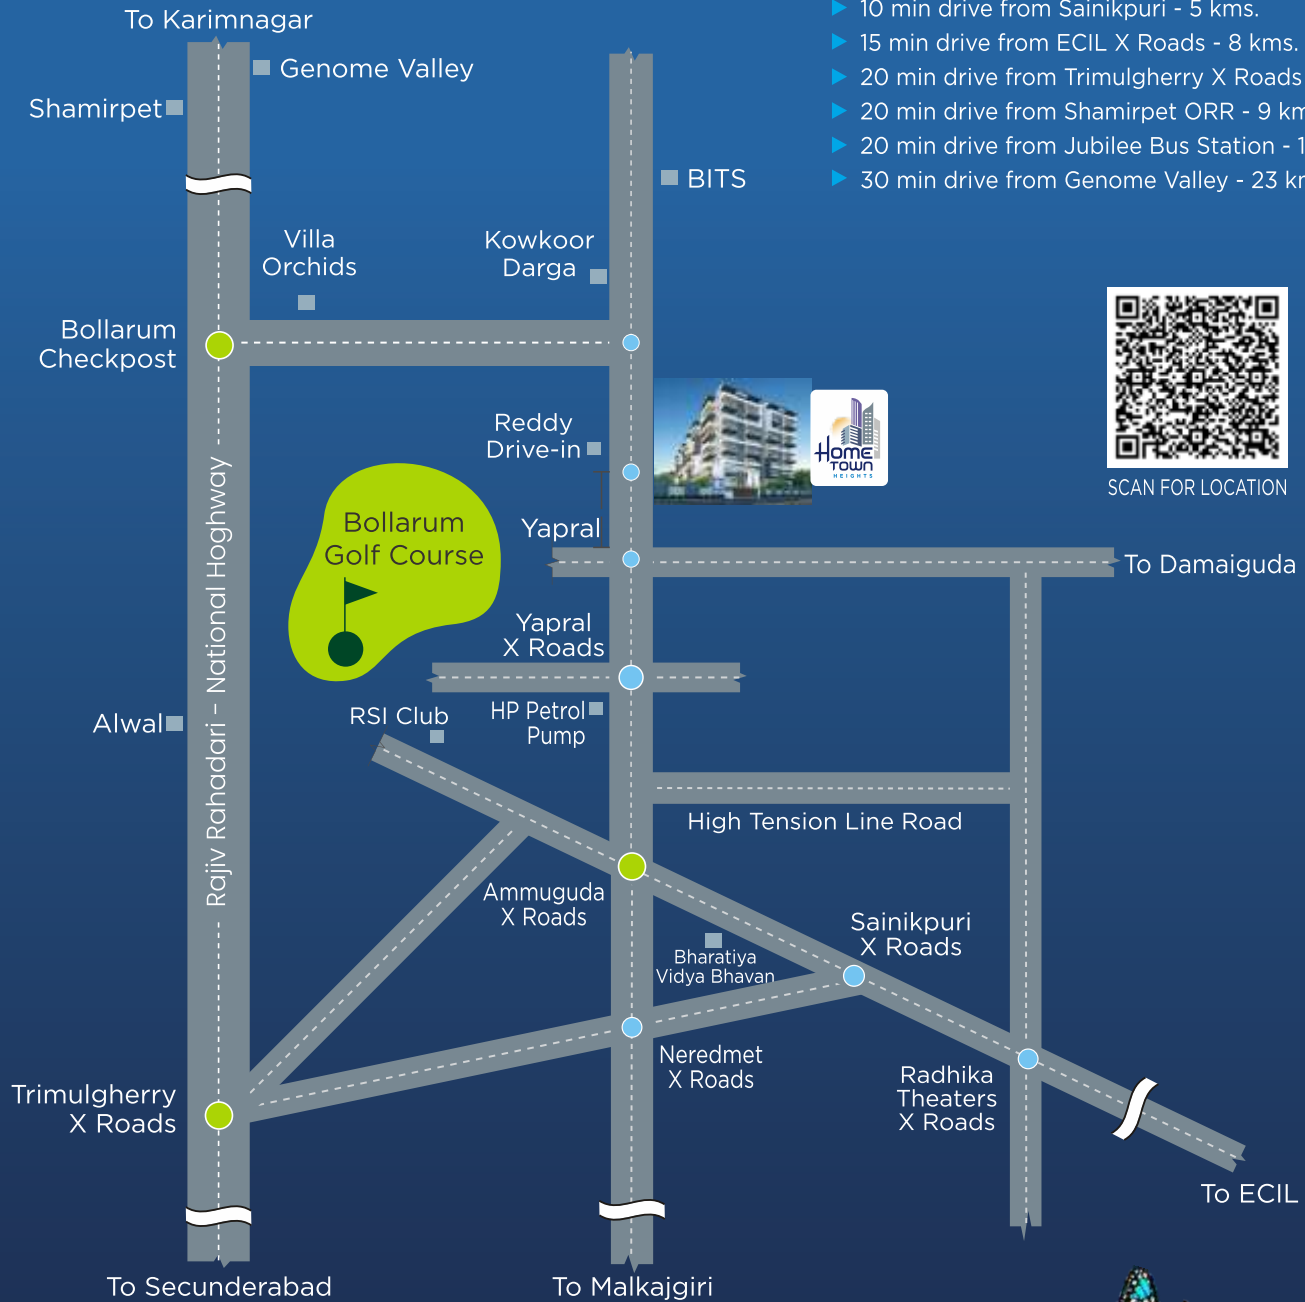 To Karimnagar
Genome Valley
Shamirpet
10 min drive from Sainikpuri - 5 kms.
15 min drive from ECIL X Roads - 8 kms.
20 min drive from Trimulgherry X Roads
20 min drive from Shamirpet ORR - 9
20 min drive from Jubilee Bus Station -
30 min drive from Genome Valley - 23
BITS
Villa
Orchids
Kowkoor
Darga
Bollarum
Checkpost
Reddy
Drive-in
HOME
TOWN
HEIGHTS
SCAN FOR LOCATION
Bollarum
Golf Course
Yapral
To Damaiguda
Rajiv Rahadari - National Hoghway
Yapral
X Roads
Alwal
RSI Club
HP Petrol
Pump
High Tension Line Road
Ammuguda
X Roads
Sainikpuri
X Roads
Bharatiya
Vidya Bhavan
Neredmet
X Roads
Radhika
Theaters
X Roads
Trimulgherry
X Roads
To ECIL
To Secunderabad
To Malkajgiri